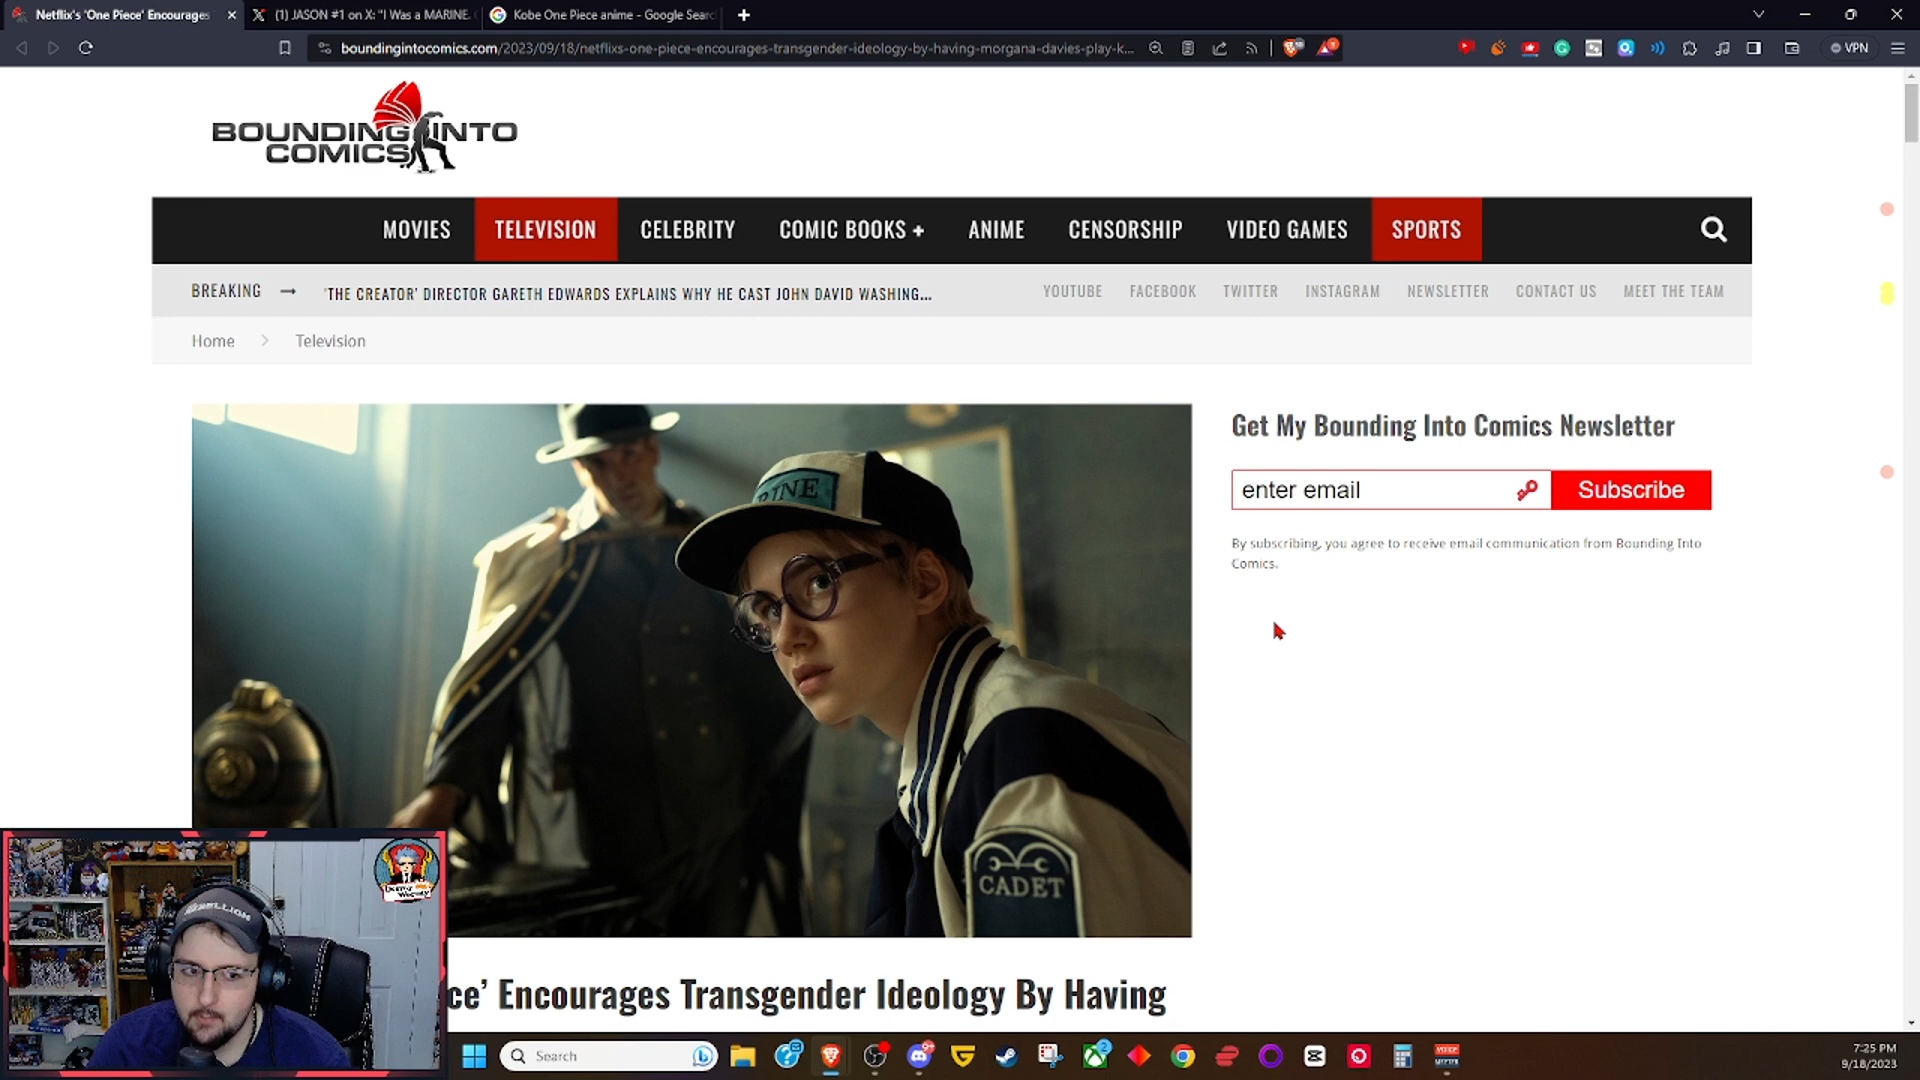 Netflix's 'One Piece' Encourages
(1) JASON #1 on X: "I Was a MARINE.
Kobe One Piece anime - Google Searc
boundingintocomics.com/2023/09/18/netflixs-one-piece-encourages-transgender-ideology-by-having-morgana-davies-play-k...
VPN
BOUNDING INTO
COMICS
MOVIES TELEVISION CELEBRITY COMIC BOOKS + ANIME CENSORSHIP VIDEO GAMES SPORTS
BREAKING → 'THE CREATOR' DIRECTOR GARETH EDWARDS EXPLAINS WHY HE CAST JOHN DAVID WASHING...
YOUTUBE FACEBOOK TWITTER INSTAGRAM NEWSLETTER CONTACT US MEET THE TEAM
Home > Television
Get My Bounding Into Comics Newsletter
enter email
Subscribe
By subscribing, you agree to receive email communication from Bounding Into
Comics.
RINE
CADET
REBELLION
ce' Encourages Transgender Ideology By Having
Search
7:25 PM
9/18/2023